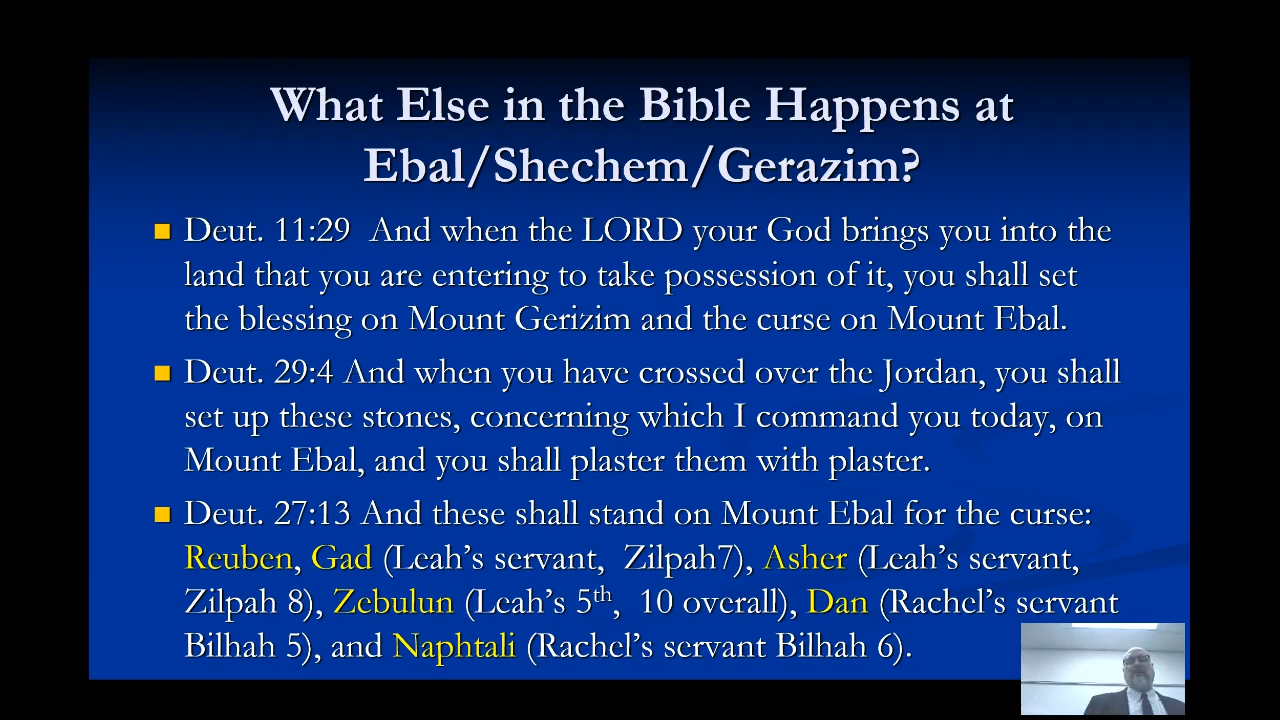 What Else in the Bible Happens at
Ebal/Shechem/Gerazim?
Deut. 11:29  And when the LORD your God brings you into the
land that you are entering to take possession of it, you shall set
the blessing on Mount Gerizim and the curse on Mount Ebal.
Deut. 29:4 And when you have crossed over the Jordan, you shall
set up these stones, concerning which I command you today, on
Mount Ebal, and you shall plaster them with plaster.
Deut. 27:13 And these shall stand on Mount Ebal for the curse:
Reuben, Gad (Leah's servant,  Zilpah7), Asher (Leah's servant,
Zilpah 8), Zebulun (Leah's 5th,  10 overall), Dan (Rachel's servant
Bilhah 5), and Naphtali (Rachel's servant Bilhah 6).